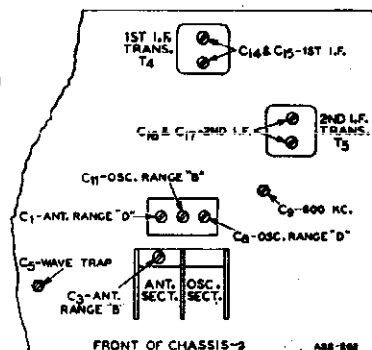 1ST I.F.
TRANS.
T4
C14 & C15-1ST I.F.
C16 & C17-2ND I.F.
2ND I.F.
TRANS.
T5
C11-OSC. RANGE "B"
C1-ANT. RANGE "D"
C9-600 KC.
C8-OSC. RANGE "D"
C5-WAVE TRAP
C3-ANT.
RANGE "B"
ANT.
SECT.
OSC.
SECT.
FRONT OF CHASSIS